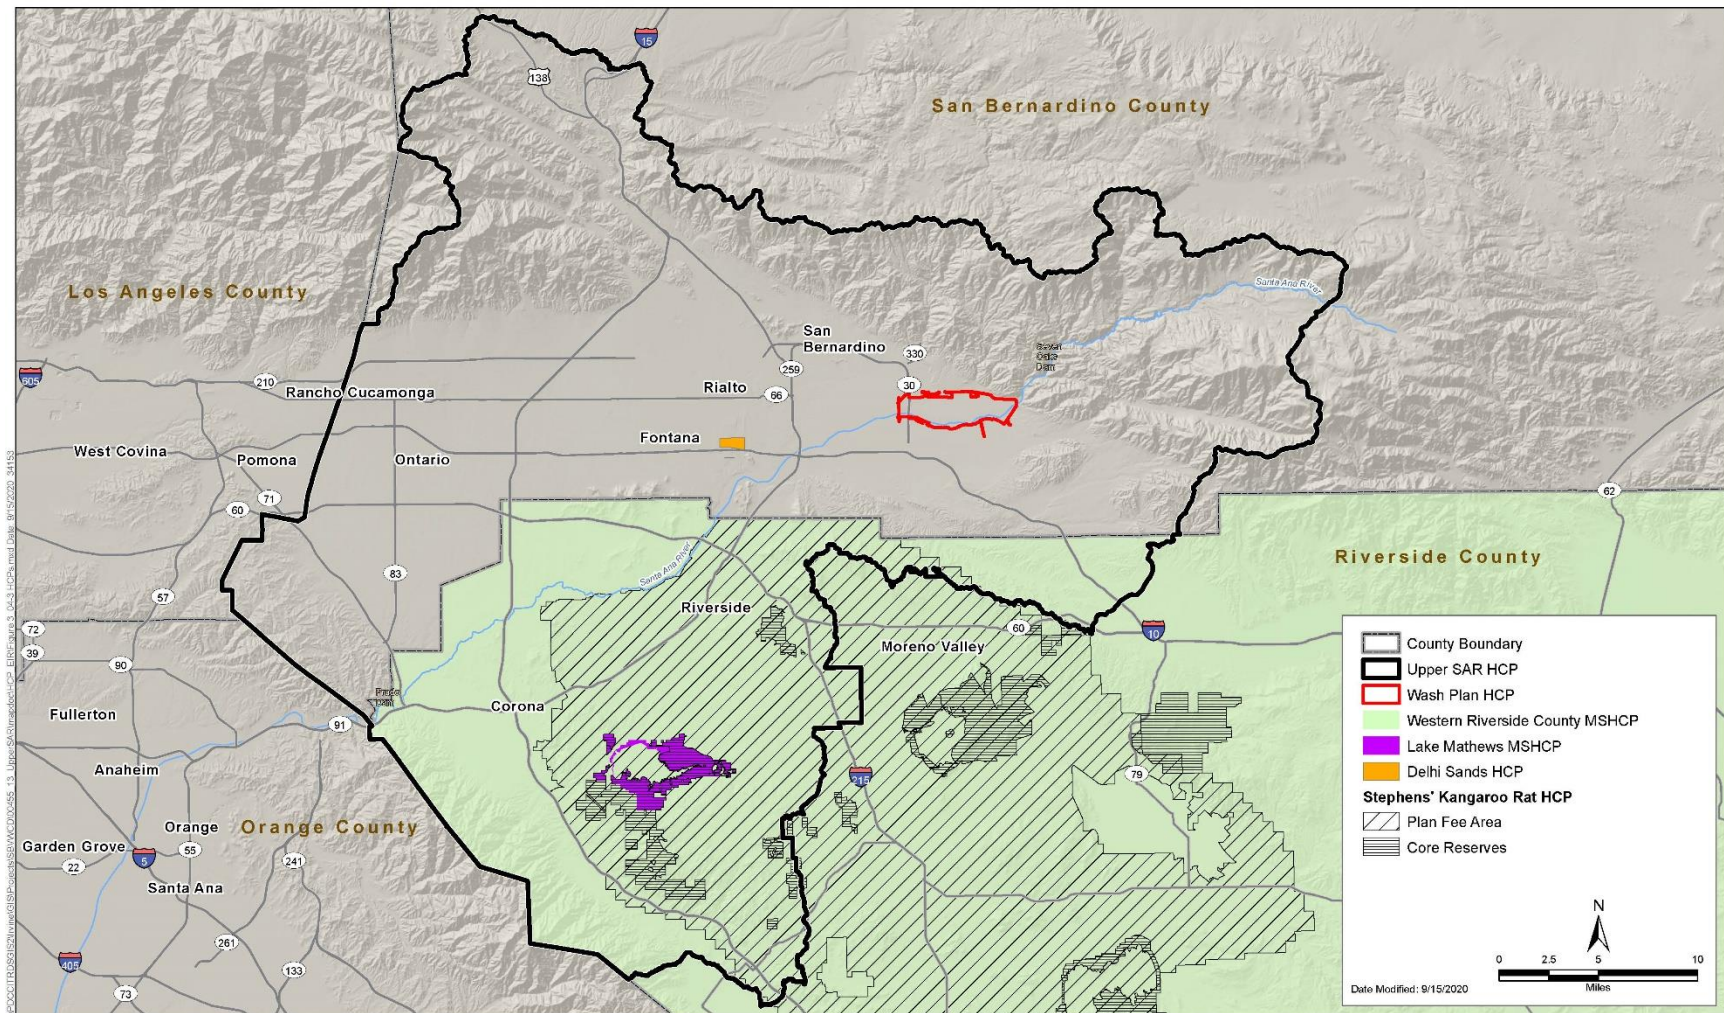 15
138
San Bernardino County
Los Angeles County
Santa Ana River
San
Bernardino
330
Seven
Oaks
Dam
605
210
259
30
Rancho Cucamonga
Rialto
66
West Covina
Pomona
Ontario
Fontana
71
60
62
Riverside County
Santa Ana River
83
57
Riverside
72
60
10
39
Moreno Valley
90
Prado
Dam
Fullerton
91
Corona
Anaheim
215
79
Orange
Orange County
Garden Grove
55
5
241
22
Santa Ana
261
405
133
73
County Boundary
Upper SAR HCP
Wash Plan HCP
Western Riverside County MSHCP
Lake Mathews MSHCP
Delhi Sands HCP
Stephens' Kangaroo Rat HCP
Plan Fee Area
Core Reserves
N
0 2.5 5 10
Miles
Date Modified: 9/15/2020